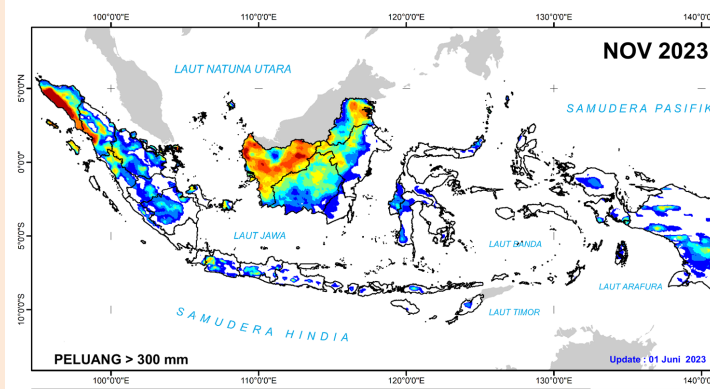 100°0'0"E 110°0'0"E 120°0'0"E 130°0'0"E 140°0'
NOV 2023
LAUT NATUNA UTARA
5°0'0"N
SAMUDERA PASIFIK
0°0'0"
LAUT JAWA
LAUT BANDA
5°0'0"S
LAUT ARAFURA
SAMUDERA HINDIA
LAUT TIMOR
10°0'0"S
PELUANG > 300 mm
Update : 01 Juni 2023
100°0'0"E 110°0'0"E 120°0'0"E 130°0'0"E 140°0'